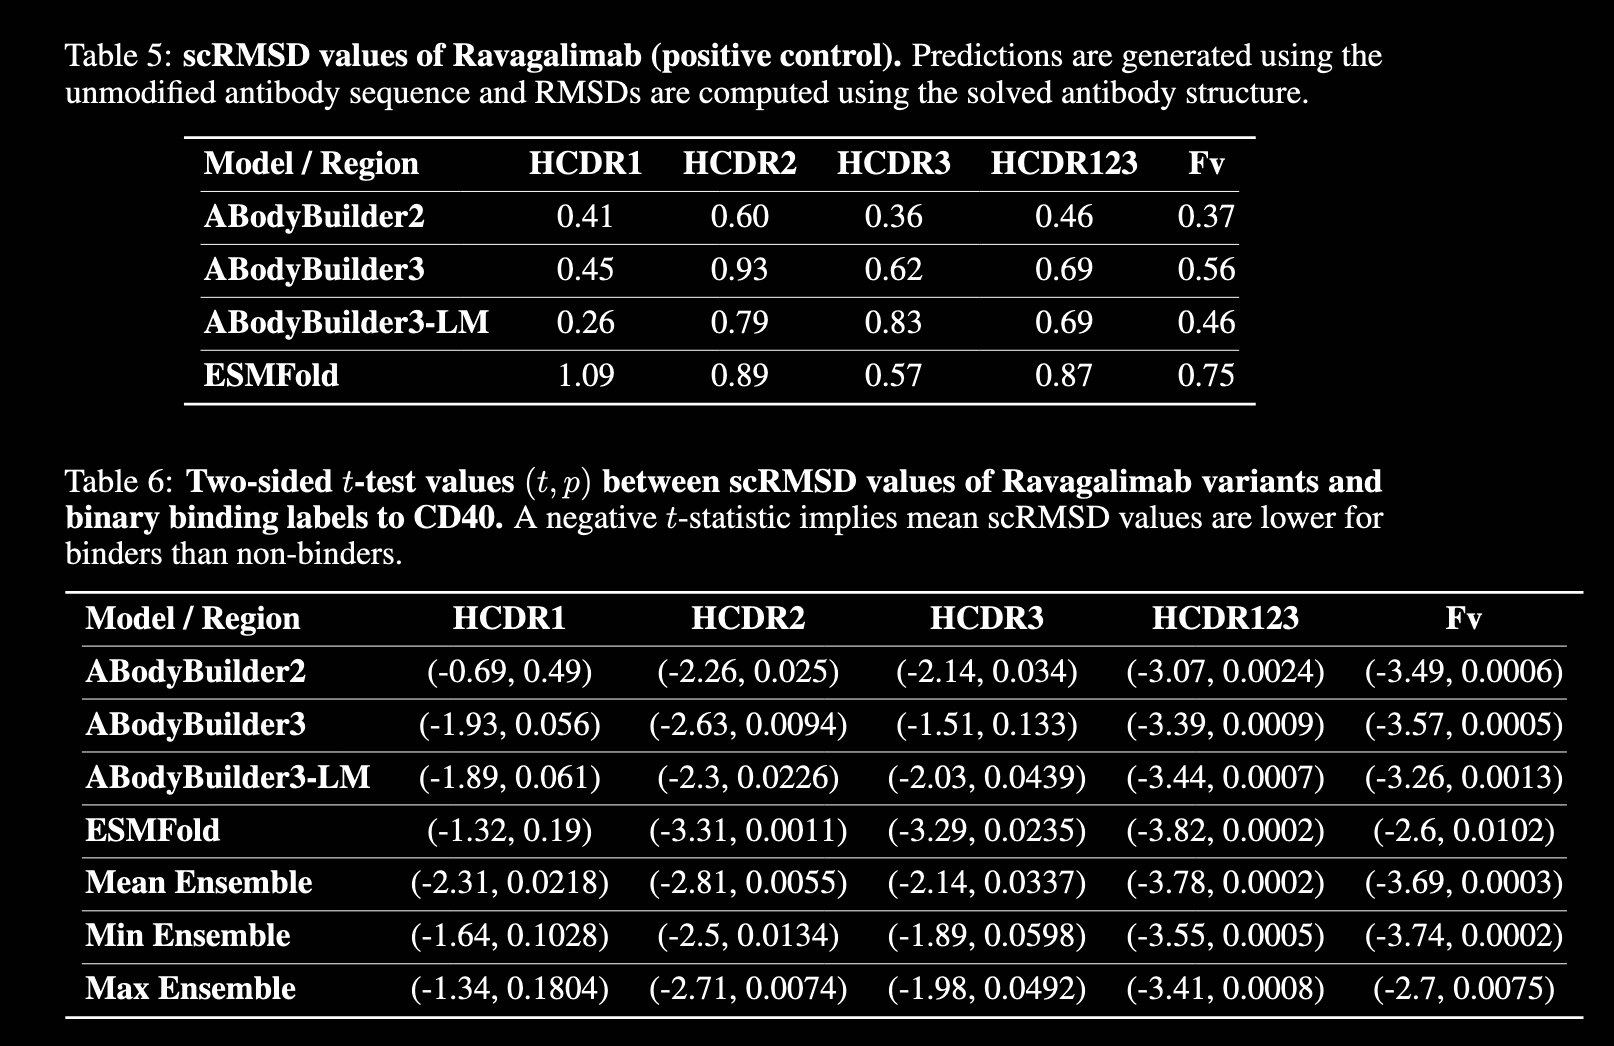 Table 5: scRMSD values of Ravagalimab (positive control). Predictions are generated using the
unmodified antibody sequence and RMSDs are computed using the solved antibody structure.
Model / Region HCDR1 HCDR2 HCDR3 HCDR123 Fv
ABodyBuilder2 0.41 0.60 0.36 0.46 0.37
ABodyBuilder3 0.45 0.93 0.62 0.69 0.56
ABodyBuilder3-LM 0.26 0.79 0.83 0.69 0.46
ESMFold 1.09 0.89 0.57 0.87 0.75
Table 6: Two-sided t-test values (t, p) between scRMSD values of Ravagalimab variants and
binary binding labels to CD40. A negative t-statistic implies mean scRMSD values are lower for
binders than non-binders.
Model / Region HCDR1 HCDR2 HCDR3 HCDR123 Fv
ABodyBuilder2 (-0.69, 0.49) (-2.26, 0.025) (-2.14, 0.034) (-3.07, 0.0024) (-3.49, 0.0006)
ABodyBuilder3 (-1.93, 0.056) (-2.63, 0.0094) (-1.51, 0.133) (-3.39, 0.0009) (-3.57, 0.0005)
ABodyBuilder3-LM (-1.89, 0.061) (-2.3, 0.0226) (-2.03, 0.0439) (-3.44, 0.0007) (-3.26, 0.0013)
ESMFold (-1.32, 0.19) (-3.31, 0.0011) (-3.29, 0.0235) (-3.82, 0.0002) (-2.6, 0.0102)
Mean Ensemble (-2.31, 0.0218) (-2.81, 0.0055) (-2.14, 0.0337) (-3.78, 0.0002) (-3.69, 0.0003)
Min Ensemble (-1.64, 0.1028) (-2.5, 0.0134) (-1.89, 0.0598) (-3.55, 0.0005) (-3.74, 0.0002)
Max Ensemble (-1.34, 0.1804) (-2.71, 0.0074) (-1.98, 0.0492) (-3.41, 0.0008) (-2.7, 0.0075)